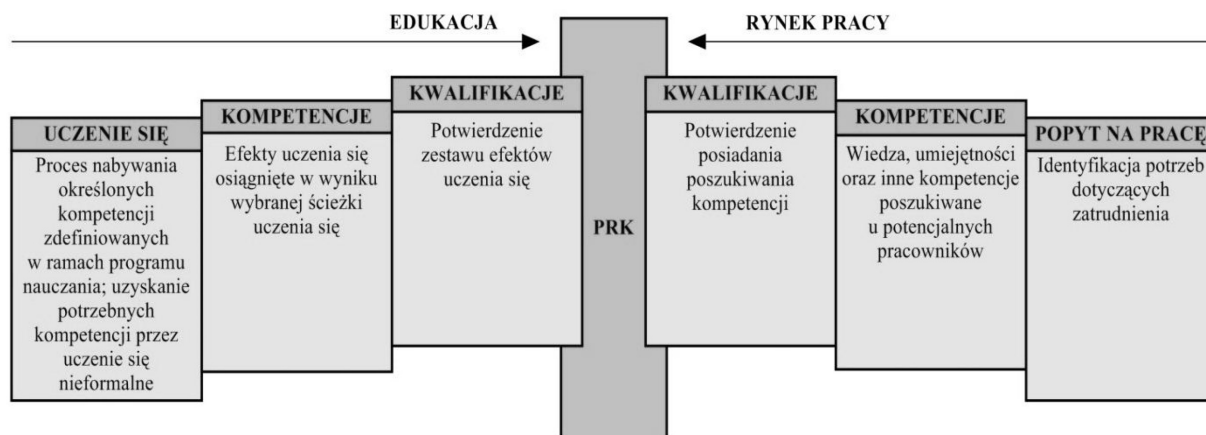 EDUKACJA
RYNEK PRACY
UCZENIE SIĘ
Proces nabywania
określonych
kompetencji
zdefiniowanych
w ramach programu
nauczania; uzyskanie
potrzebnych
kompetencji przez
uczenie się
nieformalne
KOMPETENCJE
Efekty uczenia się
osiągnięte w wyniku
wybranej ścieżki
uczenia się
KWALIFIKACJE
Potwierdzenie
zestawu efektów
uczenia się
PRK
KWALIFIKACJE
Potwierdzenie
posiadania
poszukiwania
kompetencji
KOMPETENCJE
Wiedza, umiejętności
oraz inne kompetencje
poszukiwane
u potencjalnych
pracowników
POPYT NA PRACĘ
Identyfikacja potrzeb
dotyczących
zatrudnienia